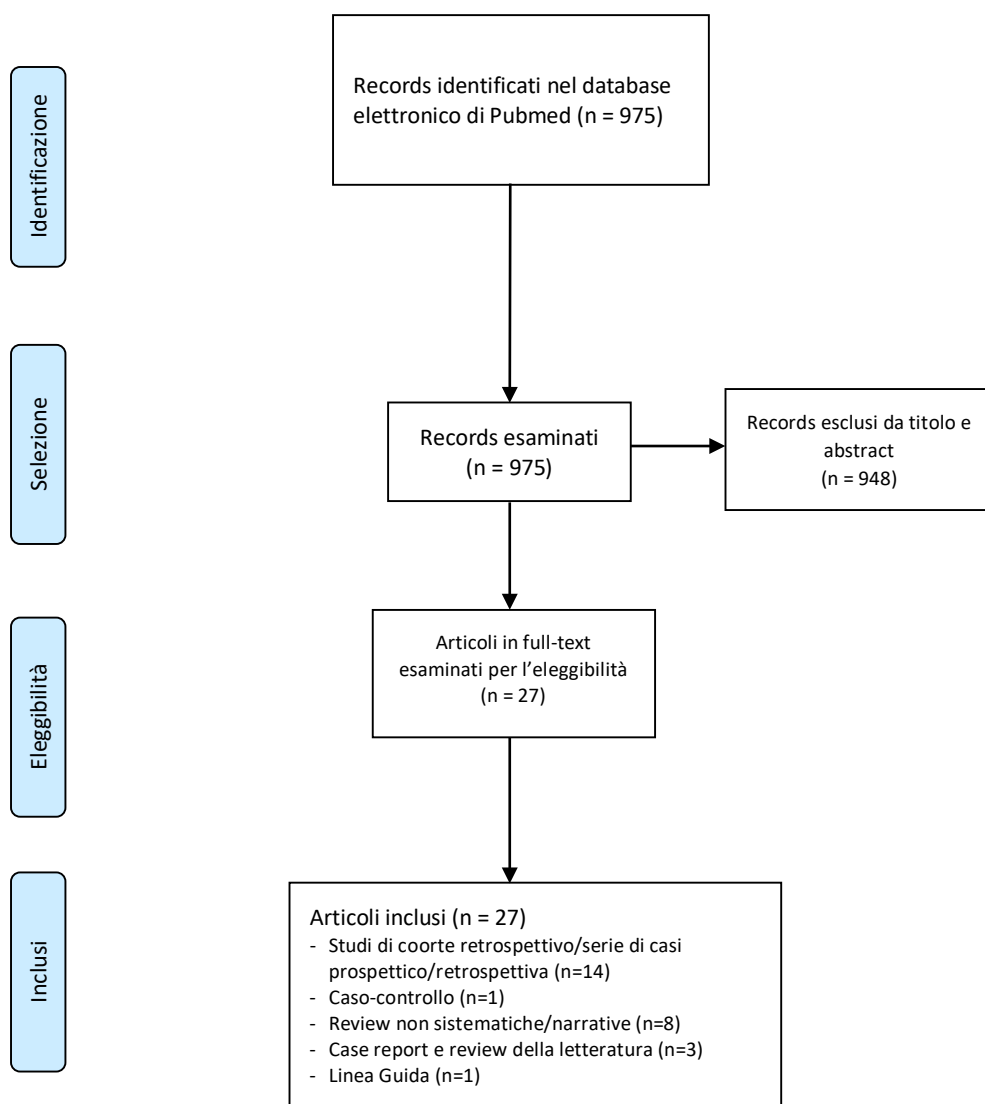 Identificazione
Records identificati nel database
elettronico di Pubmed (n = 975)
Selezione
Records esaminati
(n = 975)
Records esclusi da titolo e
abstract
(n = 948)
Eleggibilità
Articoli in full-text
esaminati per l’eleggibilità
(n = 27)
Inclusi
Articoli inclusi (n = 27)
- Studi di coorte retrospettivo/serie di casi
prospettico/retrospettiva (n=14)
- Caso-controllo (n=1)
- Review non sistematiche/narrative (n=8)
- Case report e review della letteratura (n=3)
- Linea Guida (n=1)